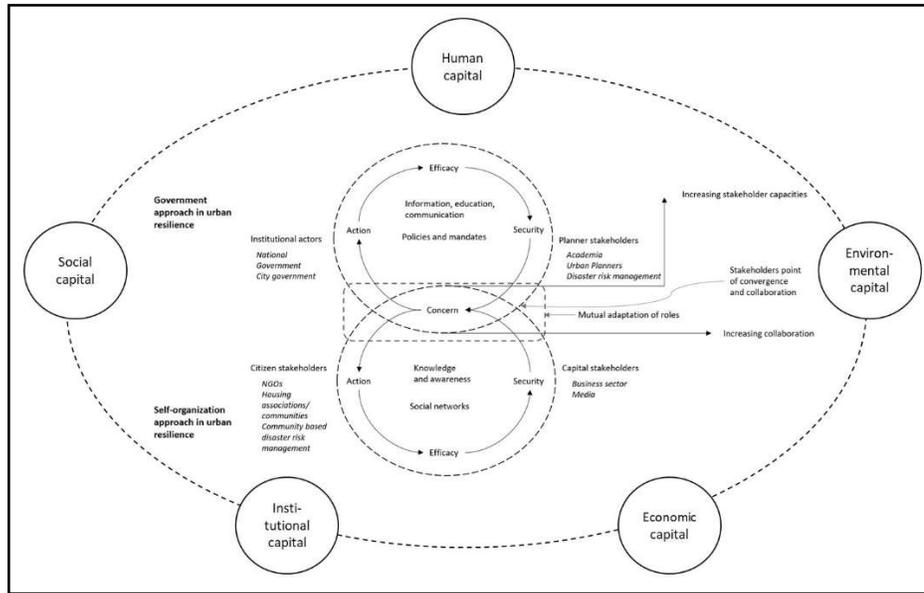 Human
capital
Efficacy
Government
approach in urban
resilience
Information, education,
communication
Increasing stakeholder capacities
Action
Security
Policies and mandates
Institutional actors
National
Government
City government
Planner stakeholders
Academia
Urban Planners
Disaster risk management
Social
capital
Environ-
mental capital
Stakeholders point
of convergence
and collaboration
Concern
Mutual adaptation of roles
Increasing collaboration
Citizen stakeholders
NGOs
Housing
associations/
communities
Community based
disaster risk
management
Action
Knowledge
and awareness
Security
Social networks
Capital stakeholders
Business sector
Media
Self-organization
approach in urban
resilience
Efficacy
Insti-
tutional
capital
Economic
capital